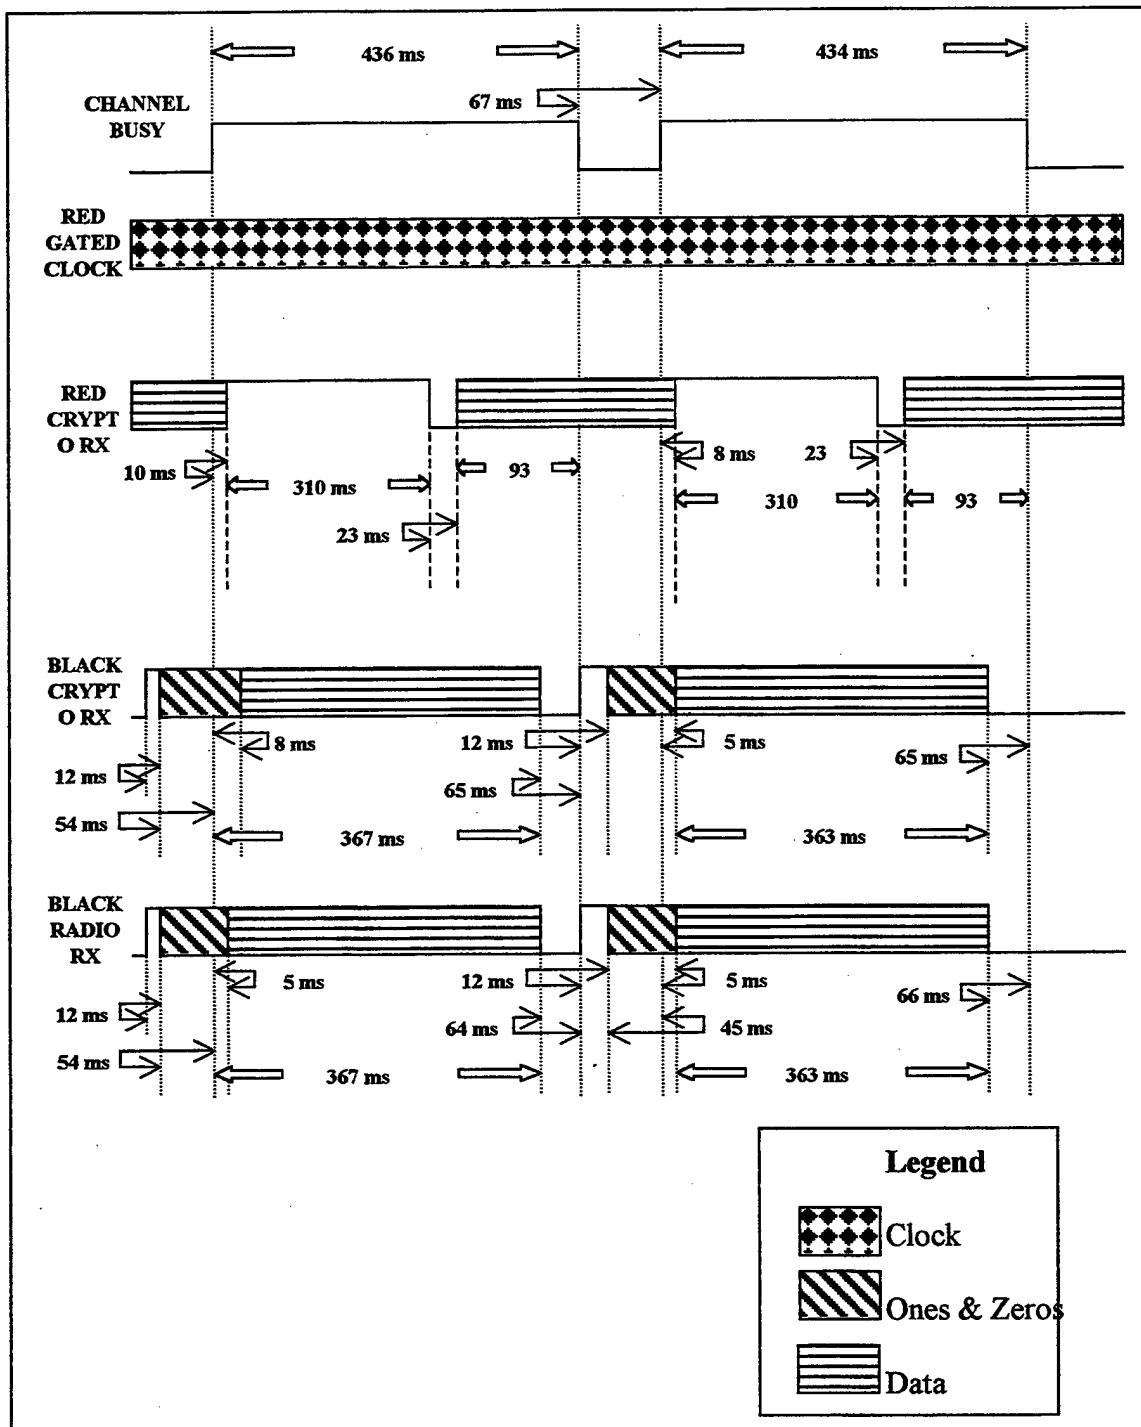 436 ms
434 ms
67 ms
CHANNEL
BUSY
RED
GATED
CLOCK
RED
CRYPT
O RX
10 ms
310 ms
93
8 ms
23
310
93
23 ms
BLACK
CRYPT
O RX
8 ms
12 ms
5 ms
12 ms
65 ms
65 ms
54 ms
367 ms
363 ms
BLACK
RADIO
RX
5 ms
12 ms
5 ms
66 ms
12 ms
64 ms
45 ms
54 ms
367 ms
363 ms
Legend
Clock
Ones & Zeros
Data